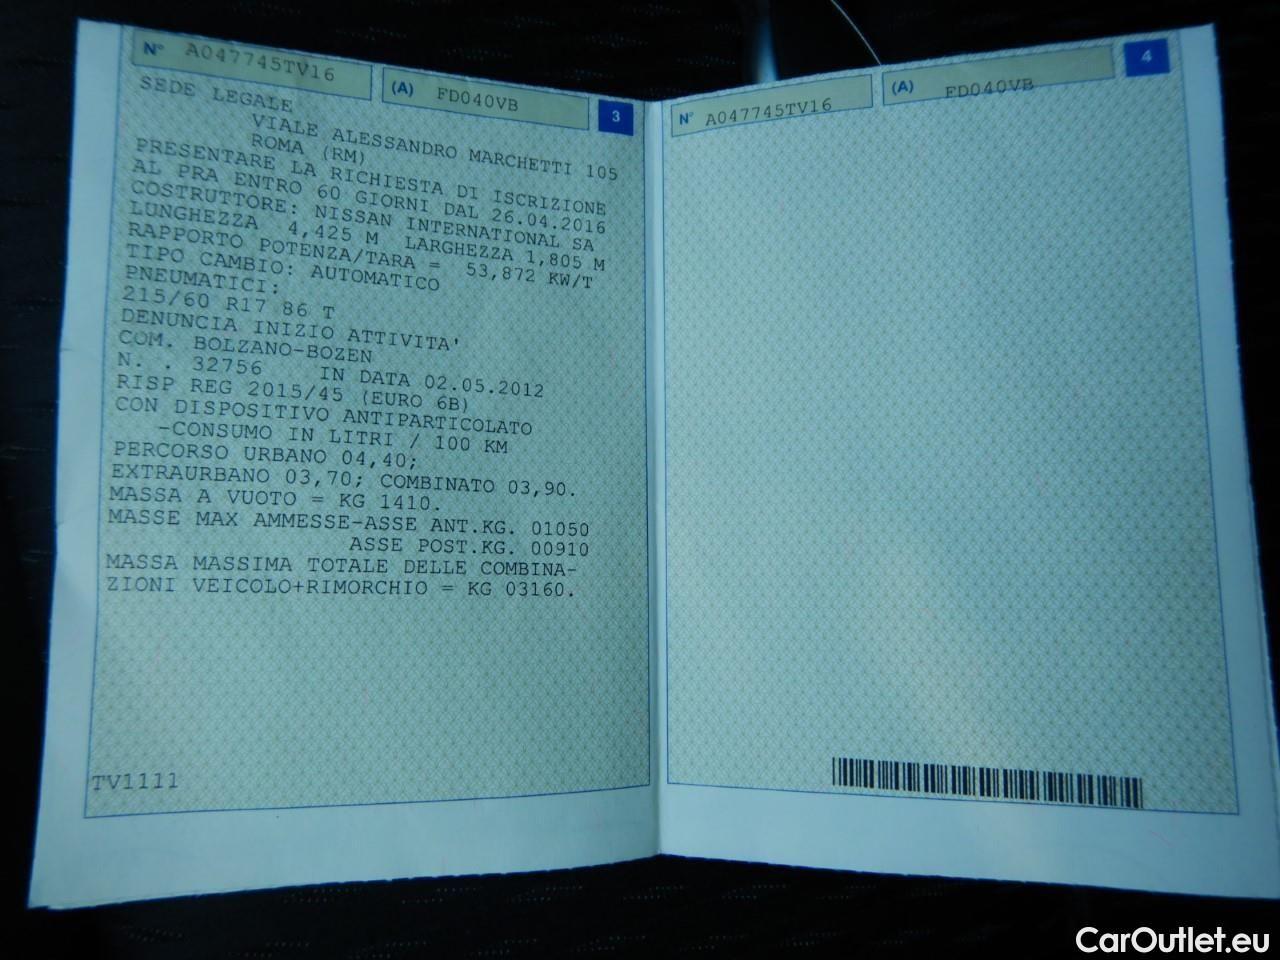 N° A047745TV16
(A) FD040VB
3
SEDE LEGALE
VIALE ALESSANDRO MARCHETTI 105
ROMA (RM)
PRESENTARE LA RICHIESTA DI ISCRIZIONE
AL PRA ENTRO 60 GIORNI DAL 26.04.2016
COSTRUTTORE: NISSAN INTERNATIONAL SA
LUNGHEZZA 4,425 M LARGHEZZA 1,805 M
RAPPORTO POTENZA/TARA = 53,872 KW/T
TIPO CAMBIO: AUTOMATICO
PNEUMATICI:
215/60 R17 86 T
DENUNCIA INIZIO ATTIVITA'
COM. BOLZANO-BOZEN
N. . 32756 IN DATA 02.05.2012
RISP REG 2015/45 (EURO 6B)
CON DISPOSITIVO ANTIPARTICOLATO
-CONSUMO IN LITRI / 100 KM
PERCORSO URBANO 04,40;
EXTRAURBANO 03,70; COMBINATO 03,90.
MASSA A VUOTO = KG 1410.
MASSE MAX AMMESSE-ASSE ANT.KG. 01050
ASSE POST.KG. 00910
MASSA MASSIMA TOTALE DELLE COMBINA-
ZIONI VEICOLO+RIMORCHIO = KG 03160.
TV1111
N° A047745TV16
(A) FD040VB
4
CarOutlet.eu